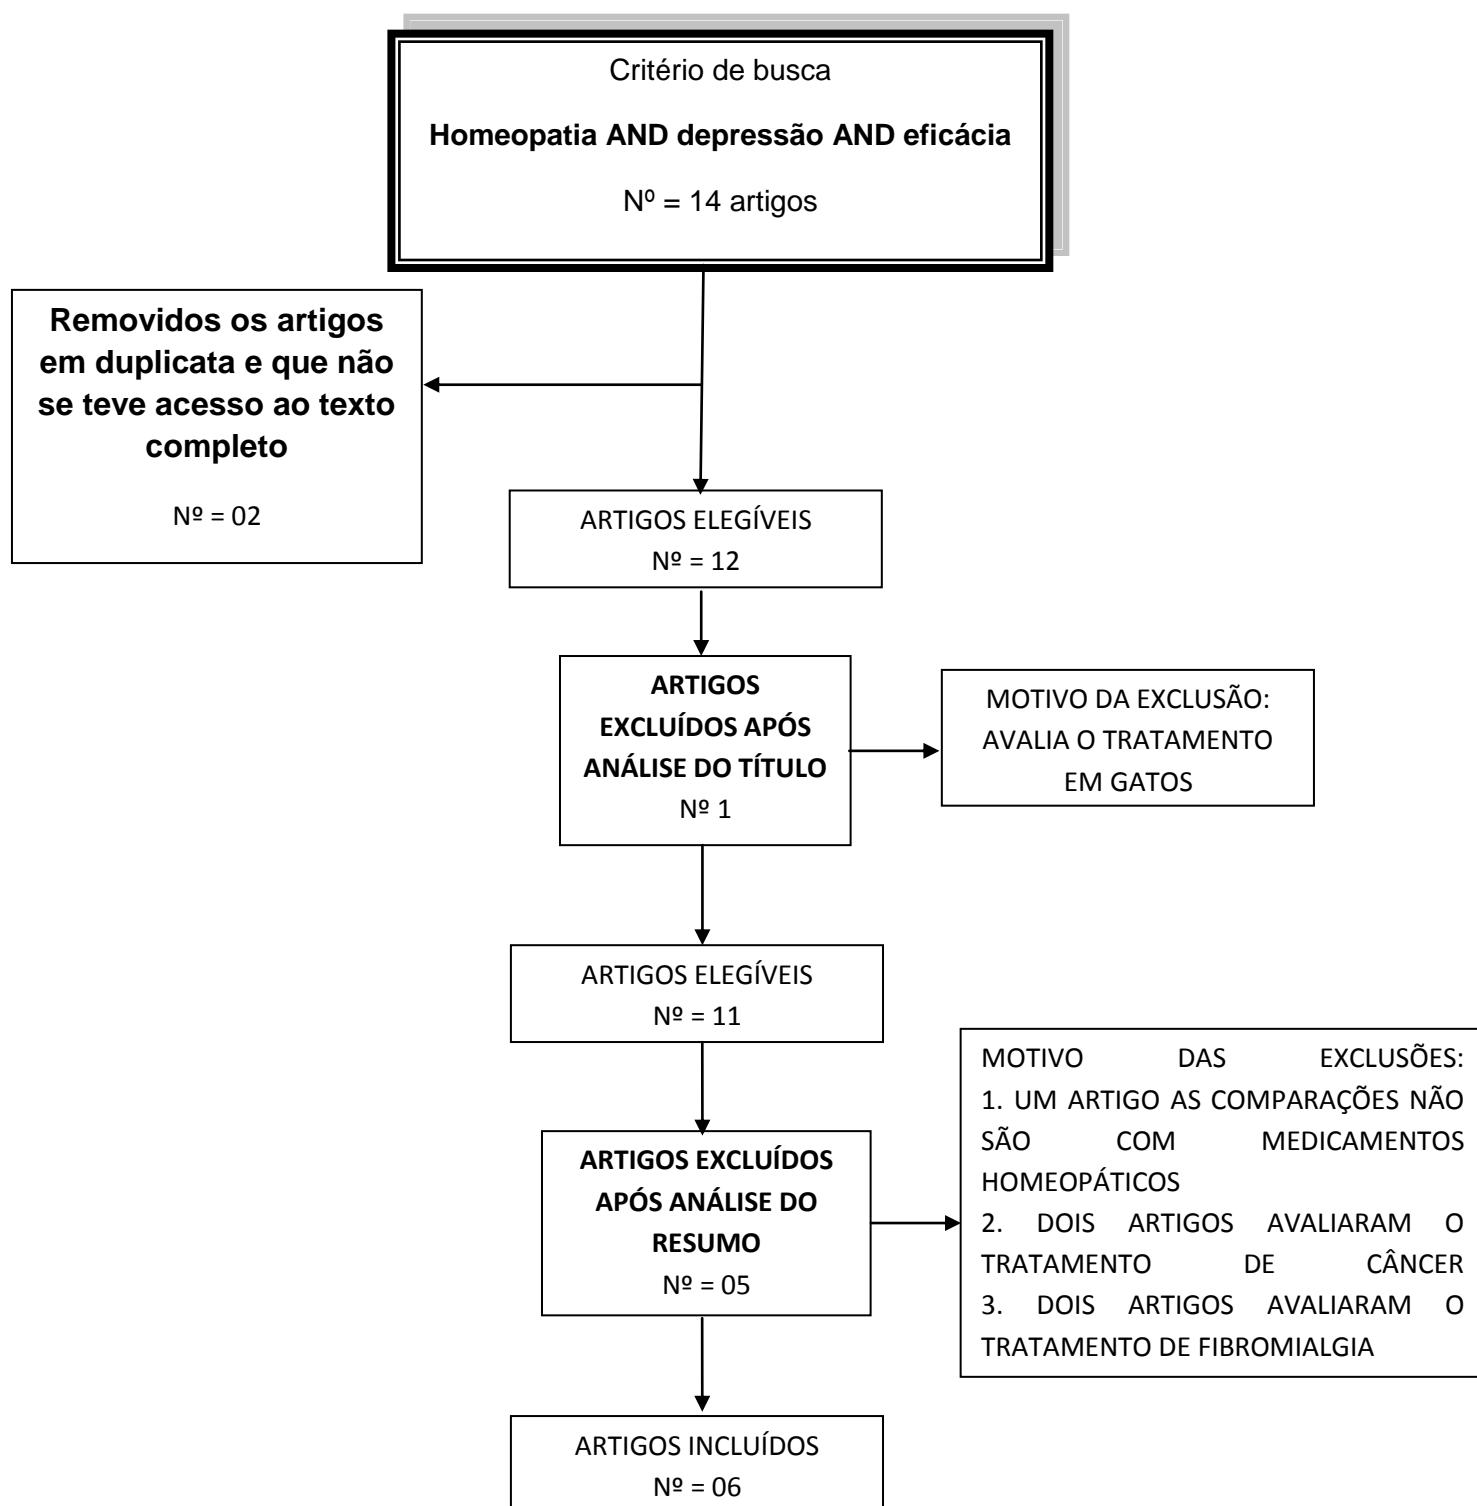 Critério de busca
Homeopatia AND depressão AND eficácia
Nº = 14 artigos
Removidos os artigos
em duplicata e que não
se teve acesso ao texto
completo
Nº = 02
ARTIGOS ELEGÍVEIS
Nº = 12
ARTIGOS
EXCLUÍDOS APÓS
ANÁLISE DO TÍTULO
Nº 1
MOTIVO DA EXCLUSÃO:
AVALIA O TRATAMENTO
EM GATOS
ARTIGOS ELEGÍVEIS
Nº = 11
ARTIGOS EXCLUÍDOS
APÓS ANÁLISE DO
RESUMO
Nº = 05
MOTIVO DAS EXCLUSÕES:
1. UM ARTIGO AS COMPARAÇÕES NÃO
SÃO COM MEDICAMENTOS
HOMEOPÁTICOS
2. DOIS ARTIGOS AVALIARAM O
TRATAMENTO DE CÂNCER
3. DOIS ARTIGOS AVALIARAM O
TRATAMENTO DE FIBROMIALGIA
ARTIGOS INCLUÍDOS
Nº = 06